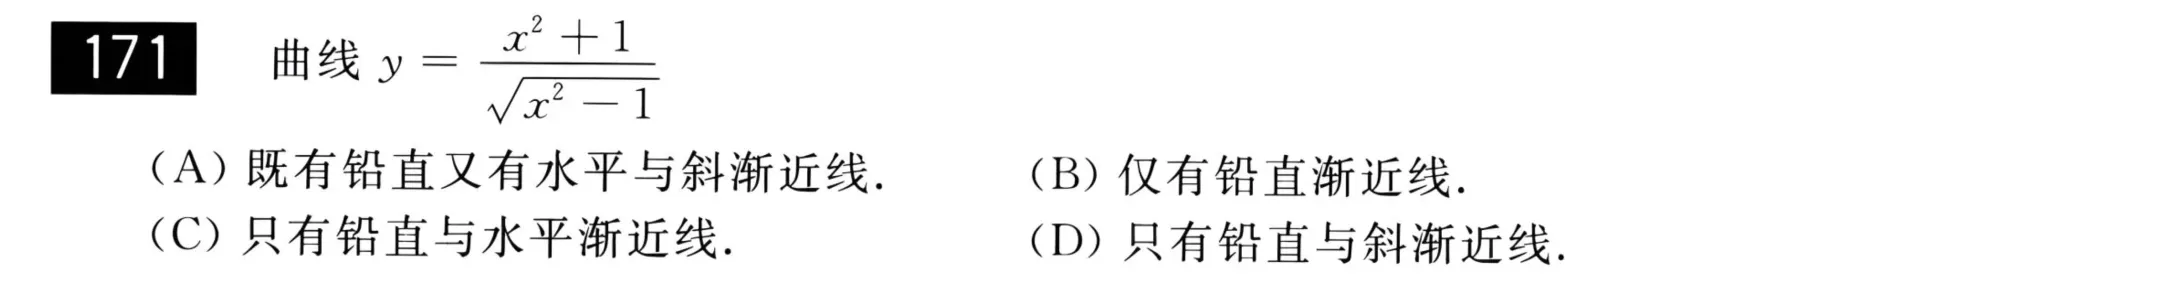 171 曲线 y = \frac{x^2+1}{\sqrt{x^2-1}}
(A) 既有铅直又有水平与斜渐近线. (B) 仅有铅直渐近线.
(C) 只有铅直与水平渐近线. (D) 只有铅直与斜渐近线.